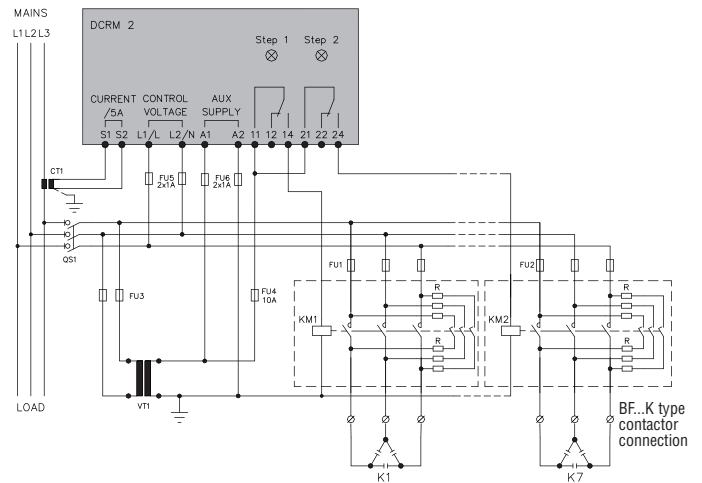 MAINS
L1 L2 L3
DCRM 2
Step 1
Step 2
CURRENT
/5A
CONTROL
VOLTAGE
AUX
SUPPLY
S1 S2 L1/L L2/N A1 A2 11 12 14 21 22 24
CT1
FU5
2x1A
FU6
2x1A
QS1
FU1
FU2
FU3
FU4
10A
R
R
KM1
KM2
R
R
VT1
LOAD
BF...K type
contactor
connection
K1
K7